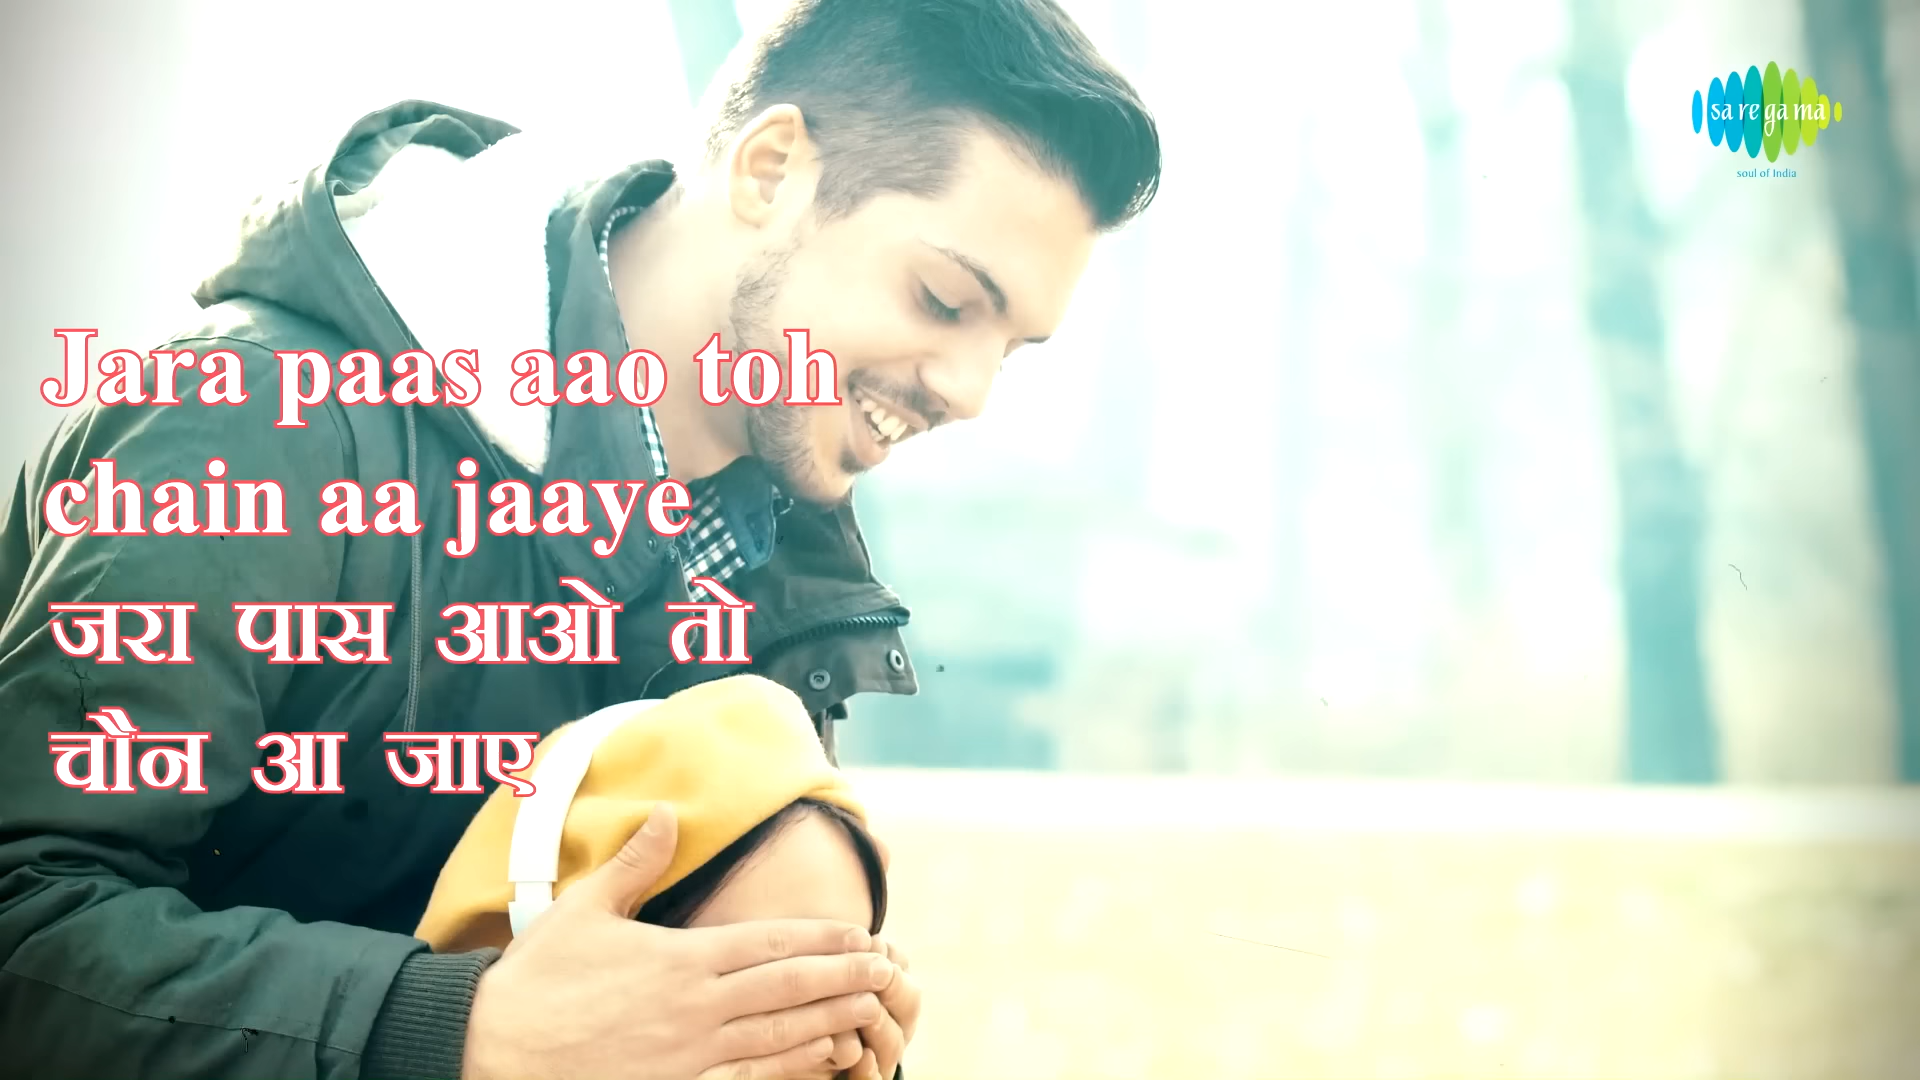 sa re ga ma
soul of India
Jara paas aao toh
chain aa jaaye
जरा पास आओ तो
चौन आ जाए